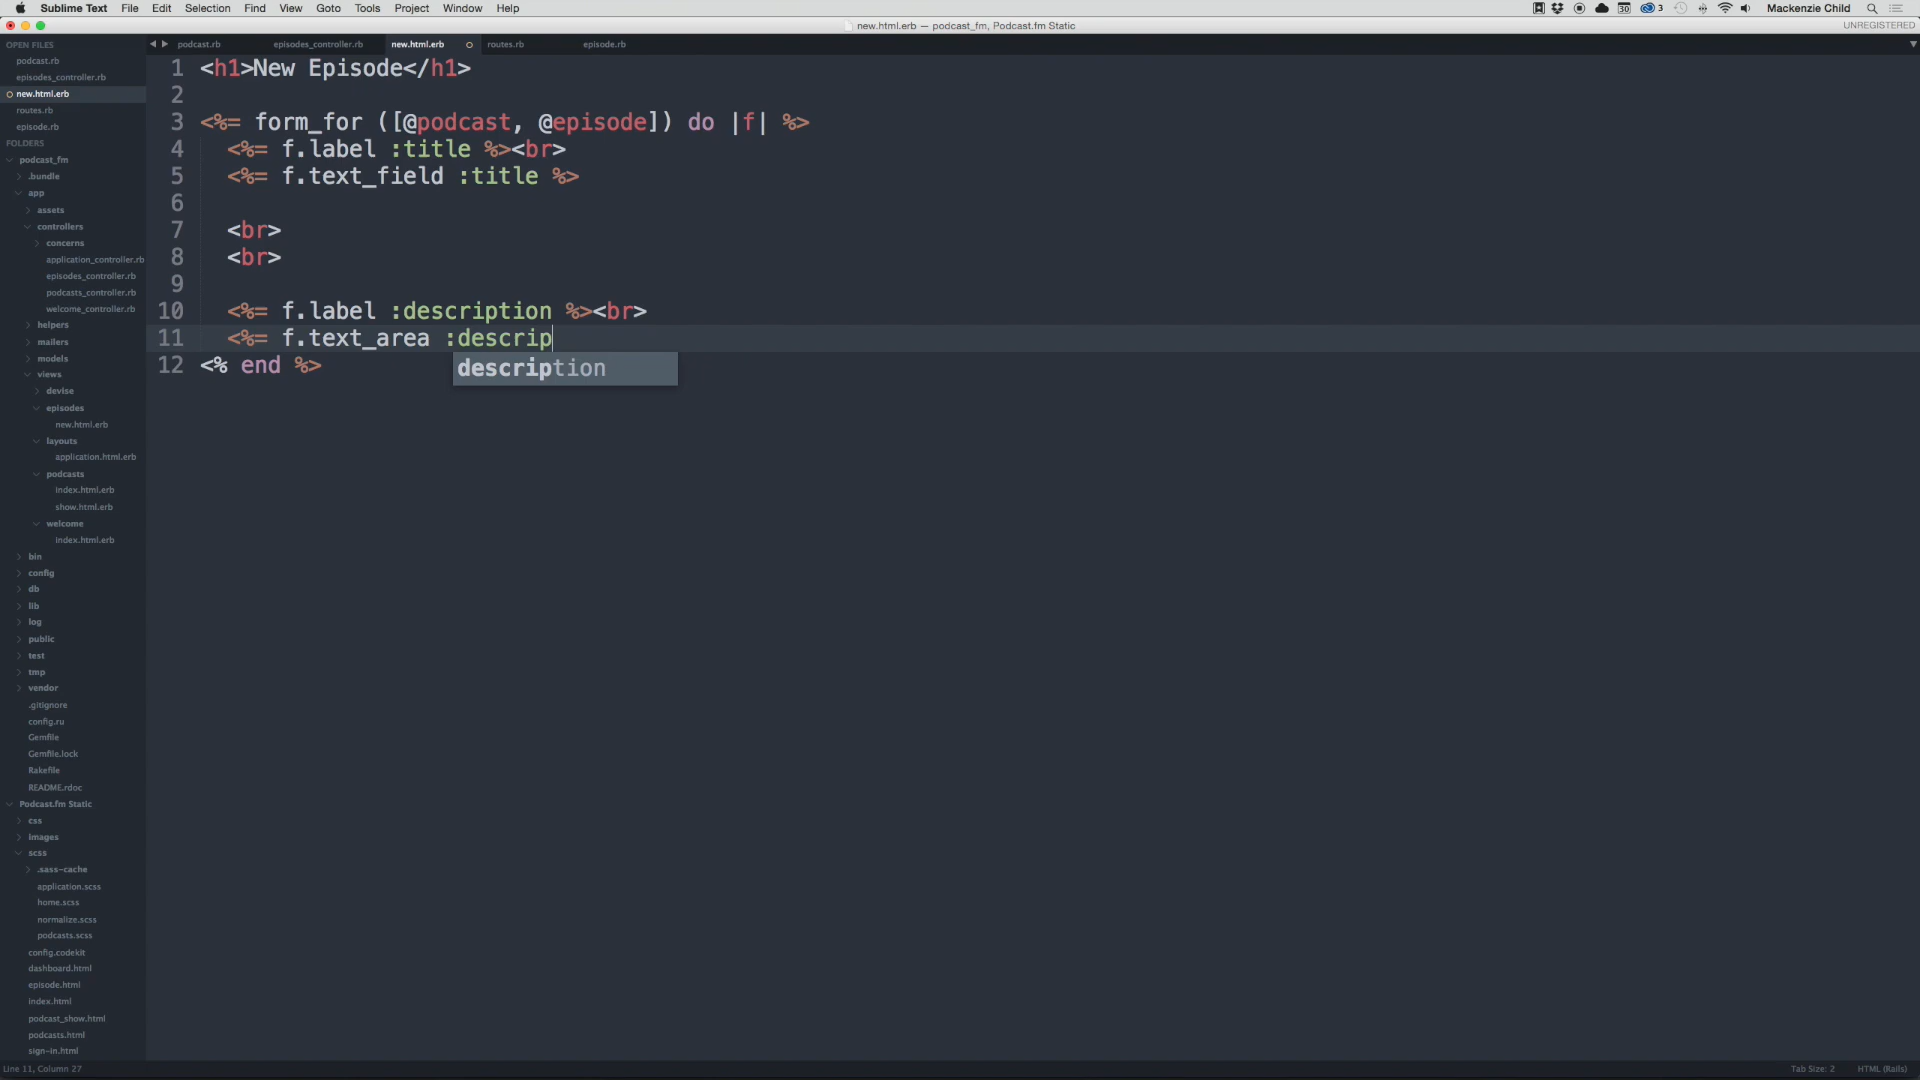 Sublime Text File Edit Selection Find View Goto Tools Project Window Help 30 3 Mackenzie Child
new.html.erb — podcast_fm, Podcast.fm Static UNREGISTERED
OPEN FILES
podcast.rb
episodes_controller.rb
new.html.erb
routes.rb
episode.rb
FOLDERS
podcast_fm
.bundle
app
assets
controllers
concerns
application_controller.rb
episodes_controller.rb
podcasts_controller.rb
welcome_controller.rb
helpers
mailers
models
views
devise
episodes
new.html.erb
layouts
application.html.erb
podcasts
index.html.erb
show.html.erb
welcome
index.html.erb
bin
config
db
lib
log
public
test
tmp
vendor
.gitignore
config.ru
Gemfile
Gemfile.lock
Rakefile
README.rdoc
Podcast.fm Static
css
images
scss
.sass-cache
application.scss
home.scss
normalize.scss
podcasts.scss
config.codekit
dashboard.html
episode.html
index.html
podcast_show.html
podcasts.html
sign-in.html
podcast.rb episodes_controller.rb new.html.erb routes.rb episode.rb
1 <h1>New Episode</h1>
2
3 <%= form_for ([@podcast, @episode]) do |f| %>
4 <%= f.label :title %><br>
5 <%= f.text_field :title %>
6
7 <br>
8 <br>
9
10 <%= f.label :description %><br>
11 <%= f.text_area :descrip
description
12 <% end %>
Line 11, Column 27 Tab Size: 2 HTML (Rails)